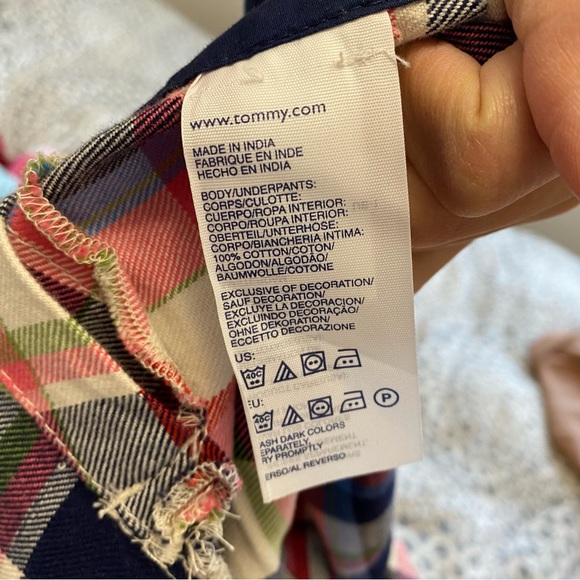 www.tommy.com
MADE IN INDIA
FABRIQUE EN INDE
HECHO EN INDIA
BODY/UNDERPANTS:
CORPS/CULOTTE:
CUERPO/ROPA INTERIOR:
CORPO/ROUPA INTERIOR:
OBERTEIL/UNTERHOSE:
CORPO/BIANCHERIA INTIMA:
100% COTTON/COTON/
ALGODON/ALGODÃO/
BAUMWOLLE/COTONE
EXCLUSIVE OF DECORATION/
SAUF DECORATION/
EXCLUYE LA DECORACION/
EXCLUINDO DECORAÇÃO/
OHNE DEKORATION/
ECCETTO DECORAZIONE
US:
40C
EU:
40C P
ASH DARK COLORS
EPARATELY.
RY PROMPTLY
ERSO/AL REVERSO